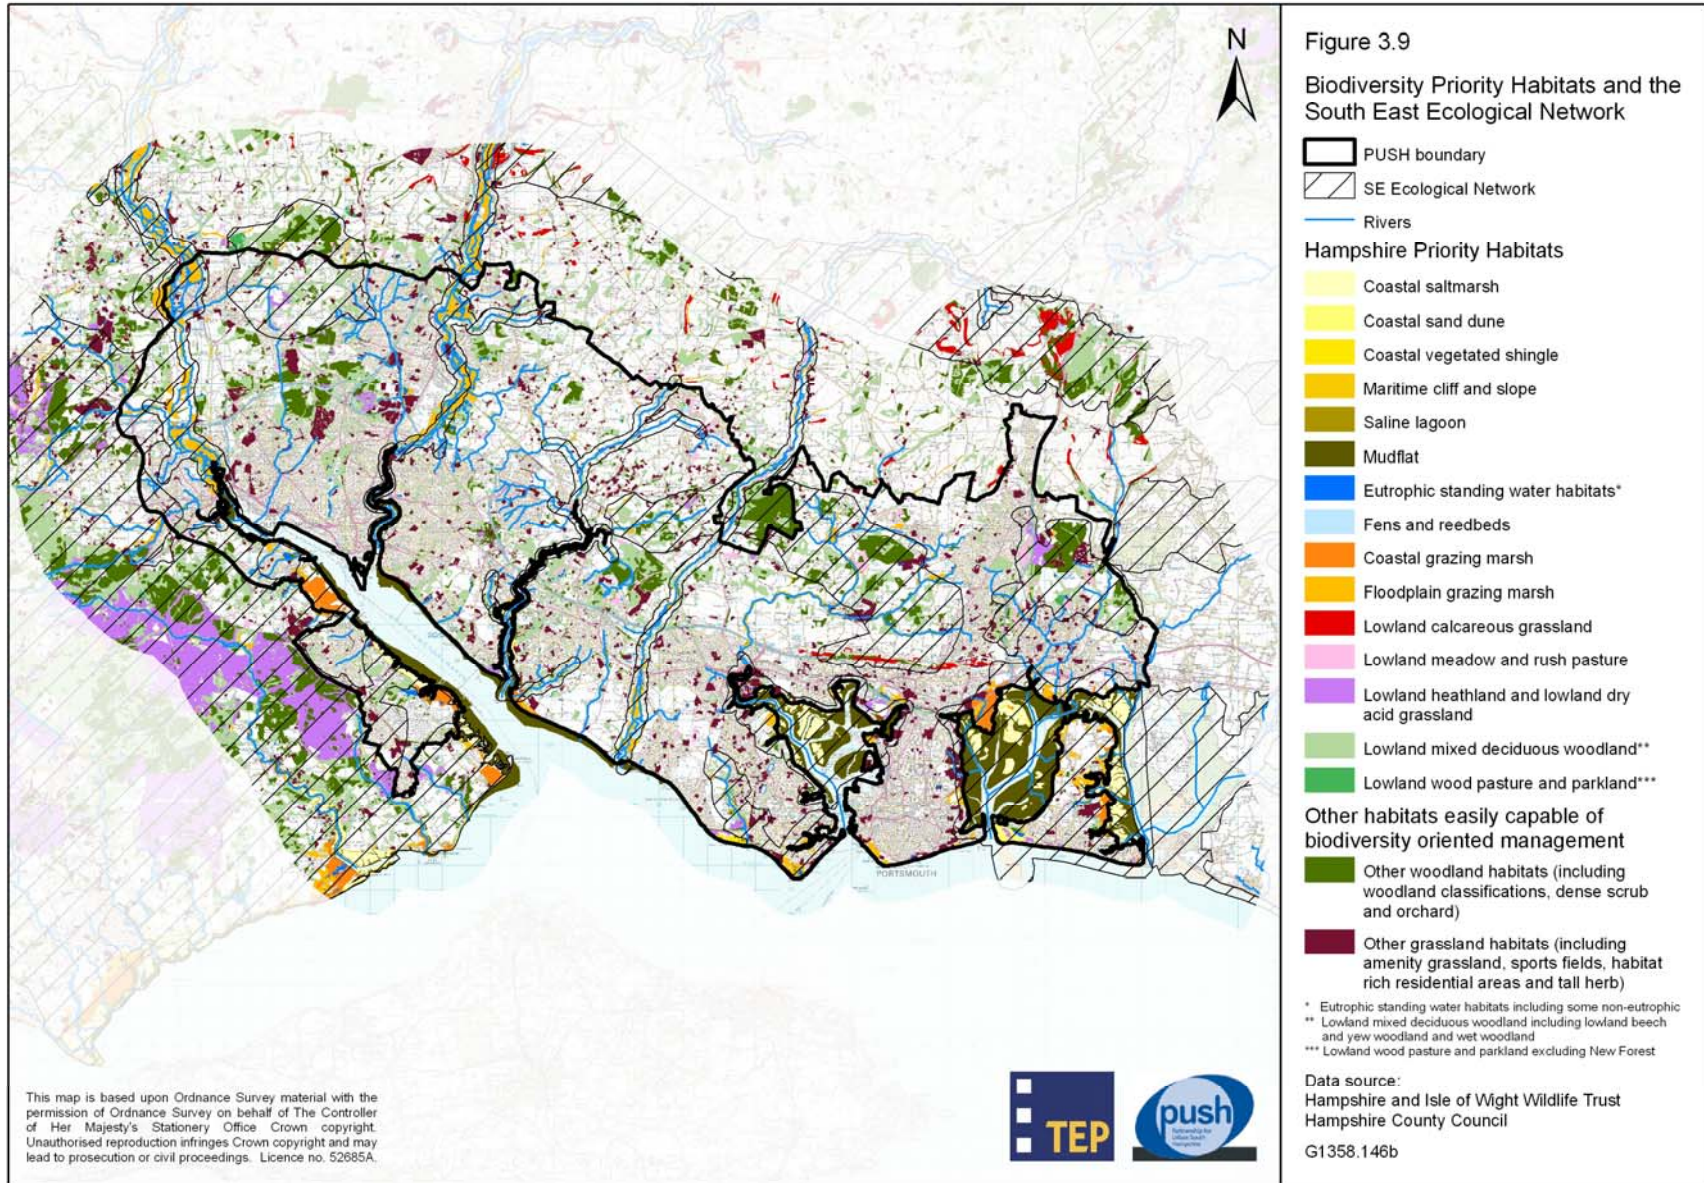 N
PORTSMOUTH
This map is based upon Ordnance Survey material with the
permission of Ordnance Survey on behalf of The Controller
of Her Majesty's Stationery Office Crown copyright.
Unauthorised reproduction infringes Crown copyright and may
lead to prosecution or civil proceedings. Licence no. 52685A.
TEP
push
Partnership for
Urban South
Hampshire
Figure 3.9
Biodiversity Priority Habitats and the
South East Ecological Network
PUSH boundary
SE Ecological Network
Rivers
Hampshire Priority Habitats
Coastal saltmarsh
Coastal sand dune
Coastal vegetated shingle
Maritime cliff and slope
Saline lagoon
Mudflat
Eutrophic standing water habitats*
Fens and reedbeds
Coastal grazing marsh
Floodplain grazing marsh
Lowland calcareous grassland
Lowland meadow and rush pasture
Lowland heathland and lowland dry
acid grassland
Lowland mixed deciduous woodland**
Lowland wood pasture and parkland***
Other habitats easily capable of
biodiversity oriented management
Other woodland habitats (including
woodland classifications, dense scrub
and orchard)
Other grassland habitats (including
amenity grassland, sports fields, habitat
rich residential areas and tall herb)
* Eutrophic standing water habitats including some non-eutrophic
** Lowland mixed deciduous woodland including lowland beech
and yew woodland and wet woodland
*** Lowland wood pasture and parkland excluding New Forest
Data source:
Hampshire and Isle of Wight Wildlife Trust
Hampshire County Council
G1358.146b